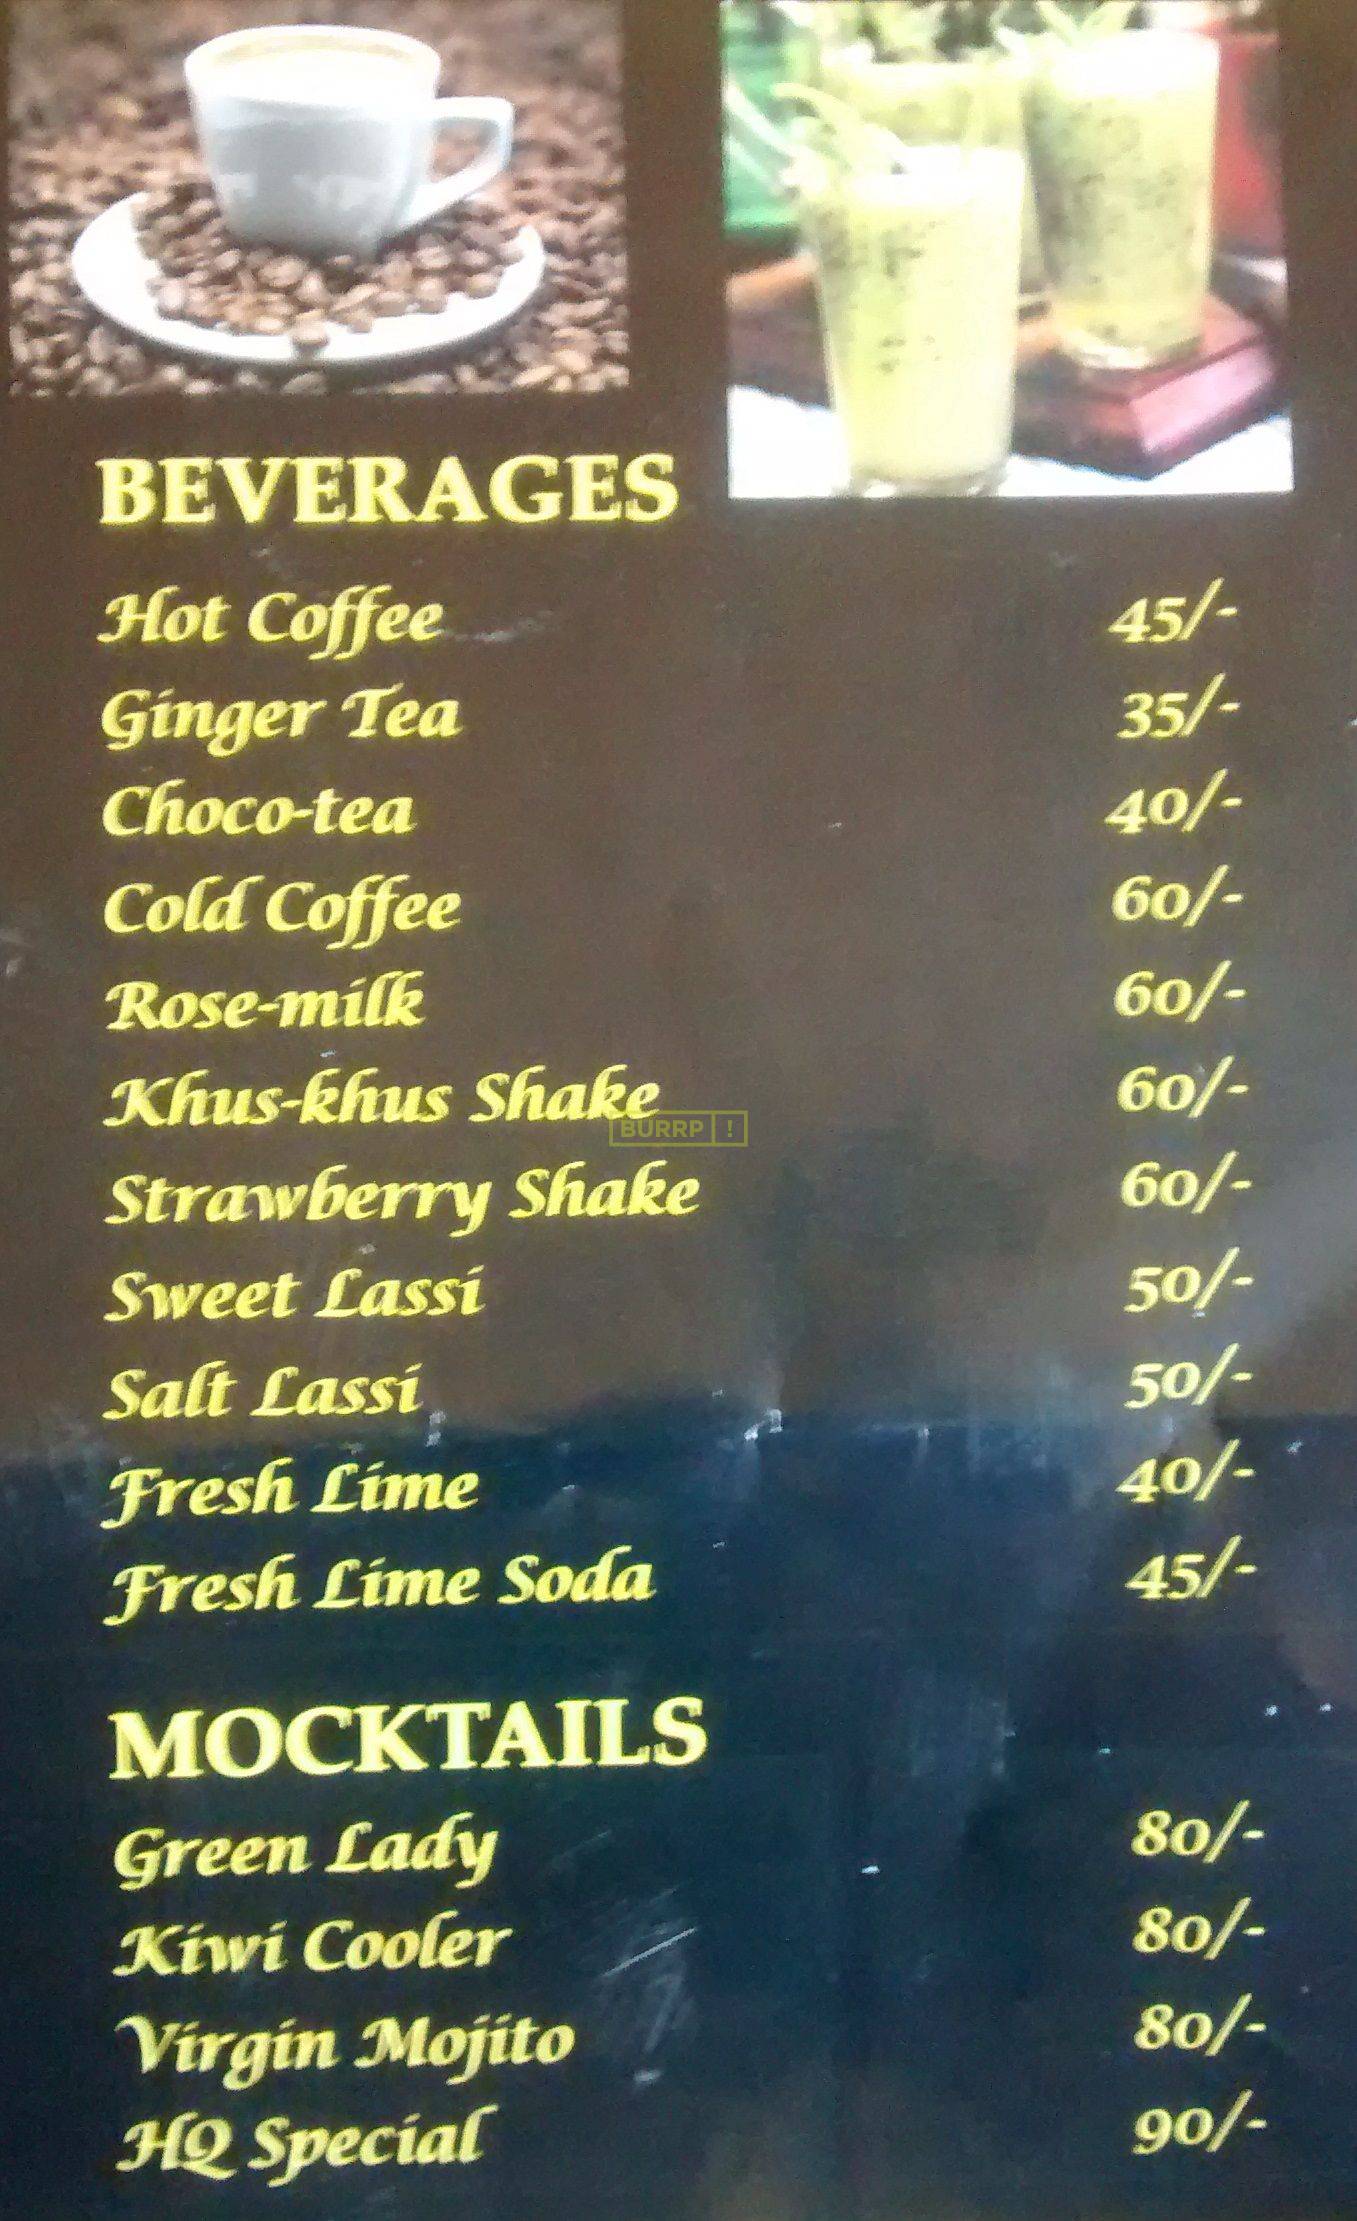 BEVERAGES
Hot Coffee 45/-
Ginger Tea 35/-
Choco-tea 40/-
Cold Coffee 60/-
Rose-milk 60/-
Khus-khus Shake 60/-
BURRP !
Strawberry Shake 60/-
Sweet Lassi 50/-
Salt Lassi 50/-
Fresh Lime 40/-
Fresh Lime Soda 45/-
MOCKTAILS
Green Lady 80/-
Kiwi Cooler 80/-
Virgin Mojito 80/-
HQ Special 90/-